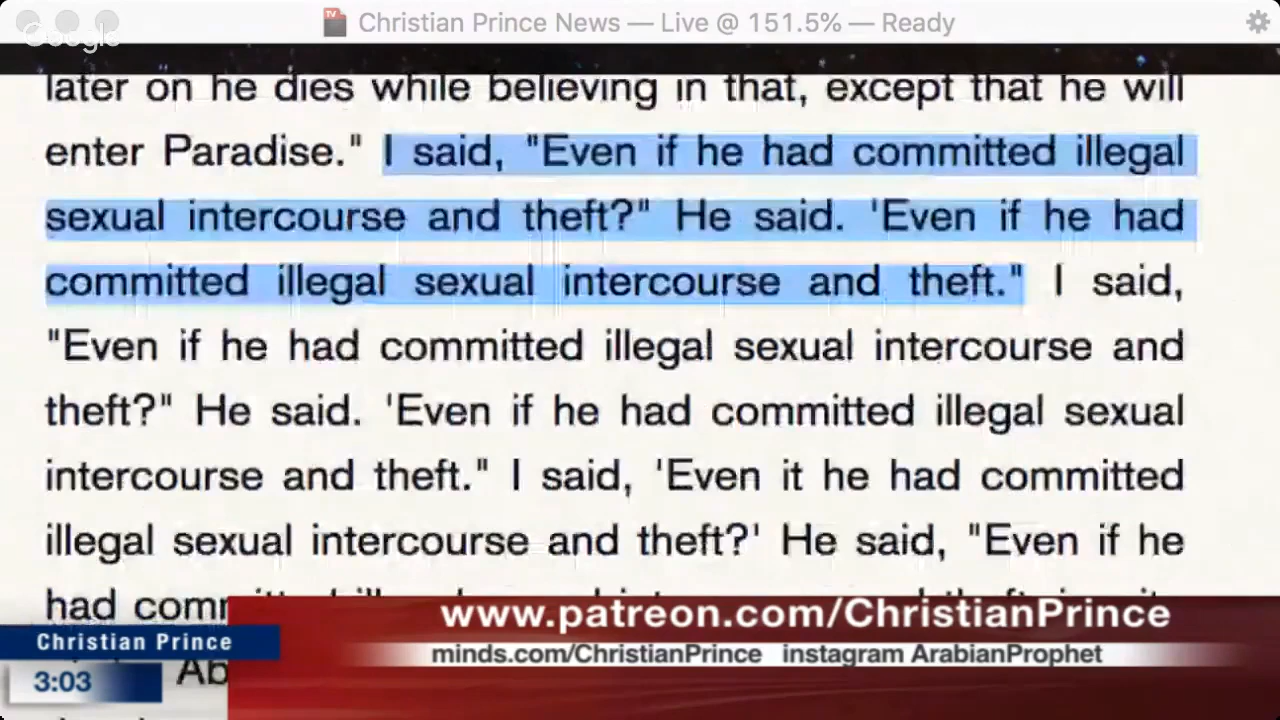 Christian Prince News — Live @ 151.5% — Ready
Google
later on he dies while believing in that, except that he will
enter Paradise." I said, "Even if he had committed illegal
sexual intercourse and theft?" He said. 'Even if he had
committed illegal sexual intercourse and theft." I said,
"Even if he had committed illegal sexual intercourse and
theft?" He said. 'Even if he had committed illegal sexual
intercourse and theft." I said, 'Even it he had committed
illegal sexual intercourse and theft?' He said, "Even if he
had
www.patreon.com/ChristianPrince
Christian Prince
minds.com/ChristianPrince instagram ArabianProphet
3:03
Ab